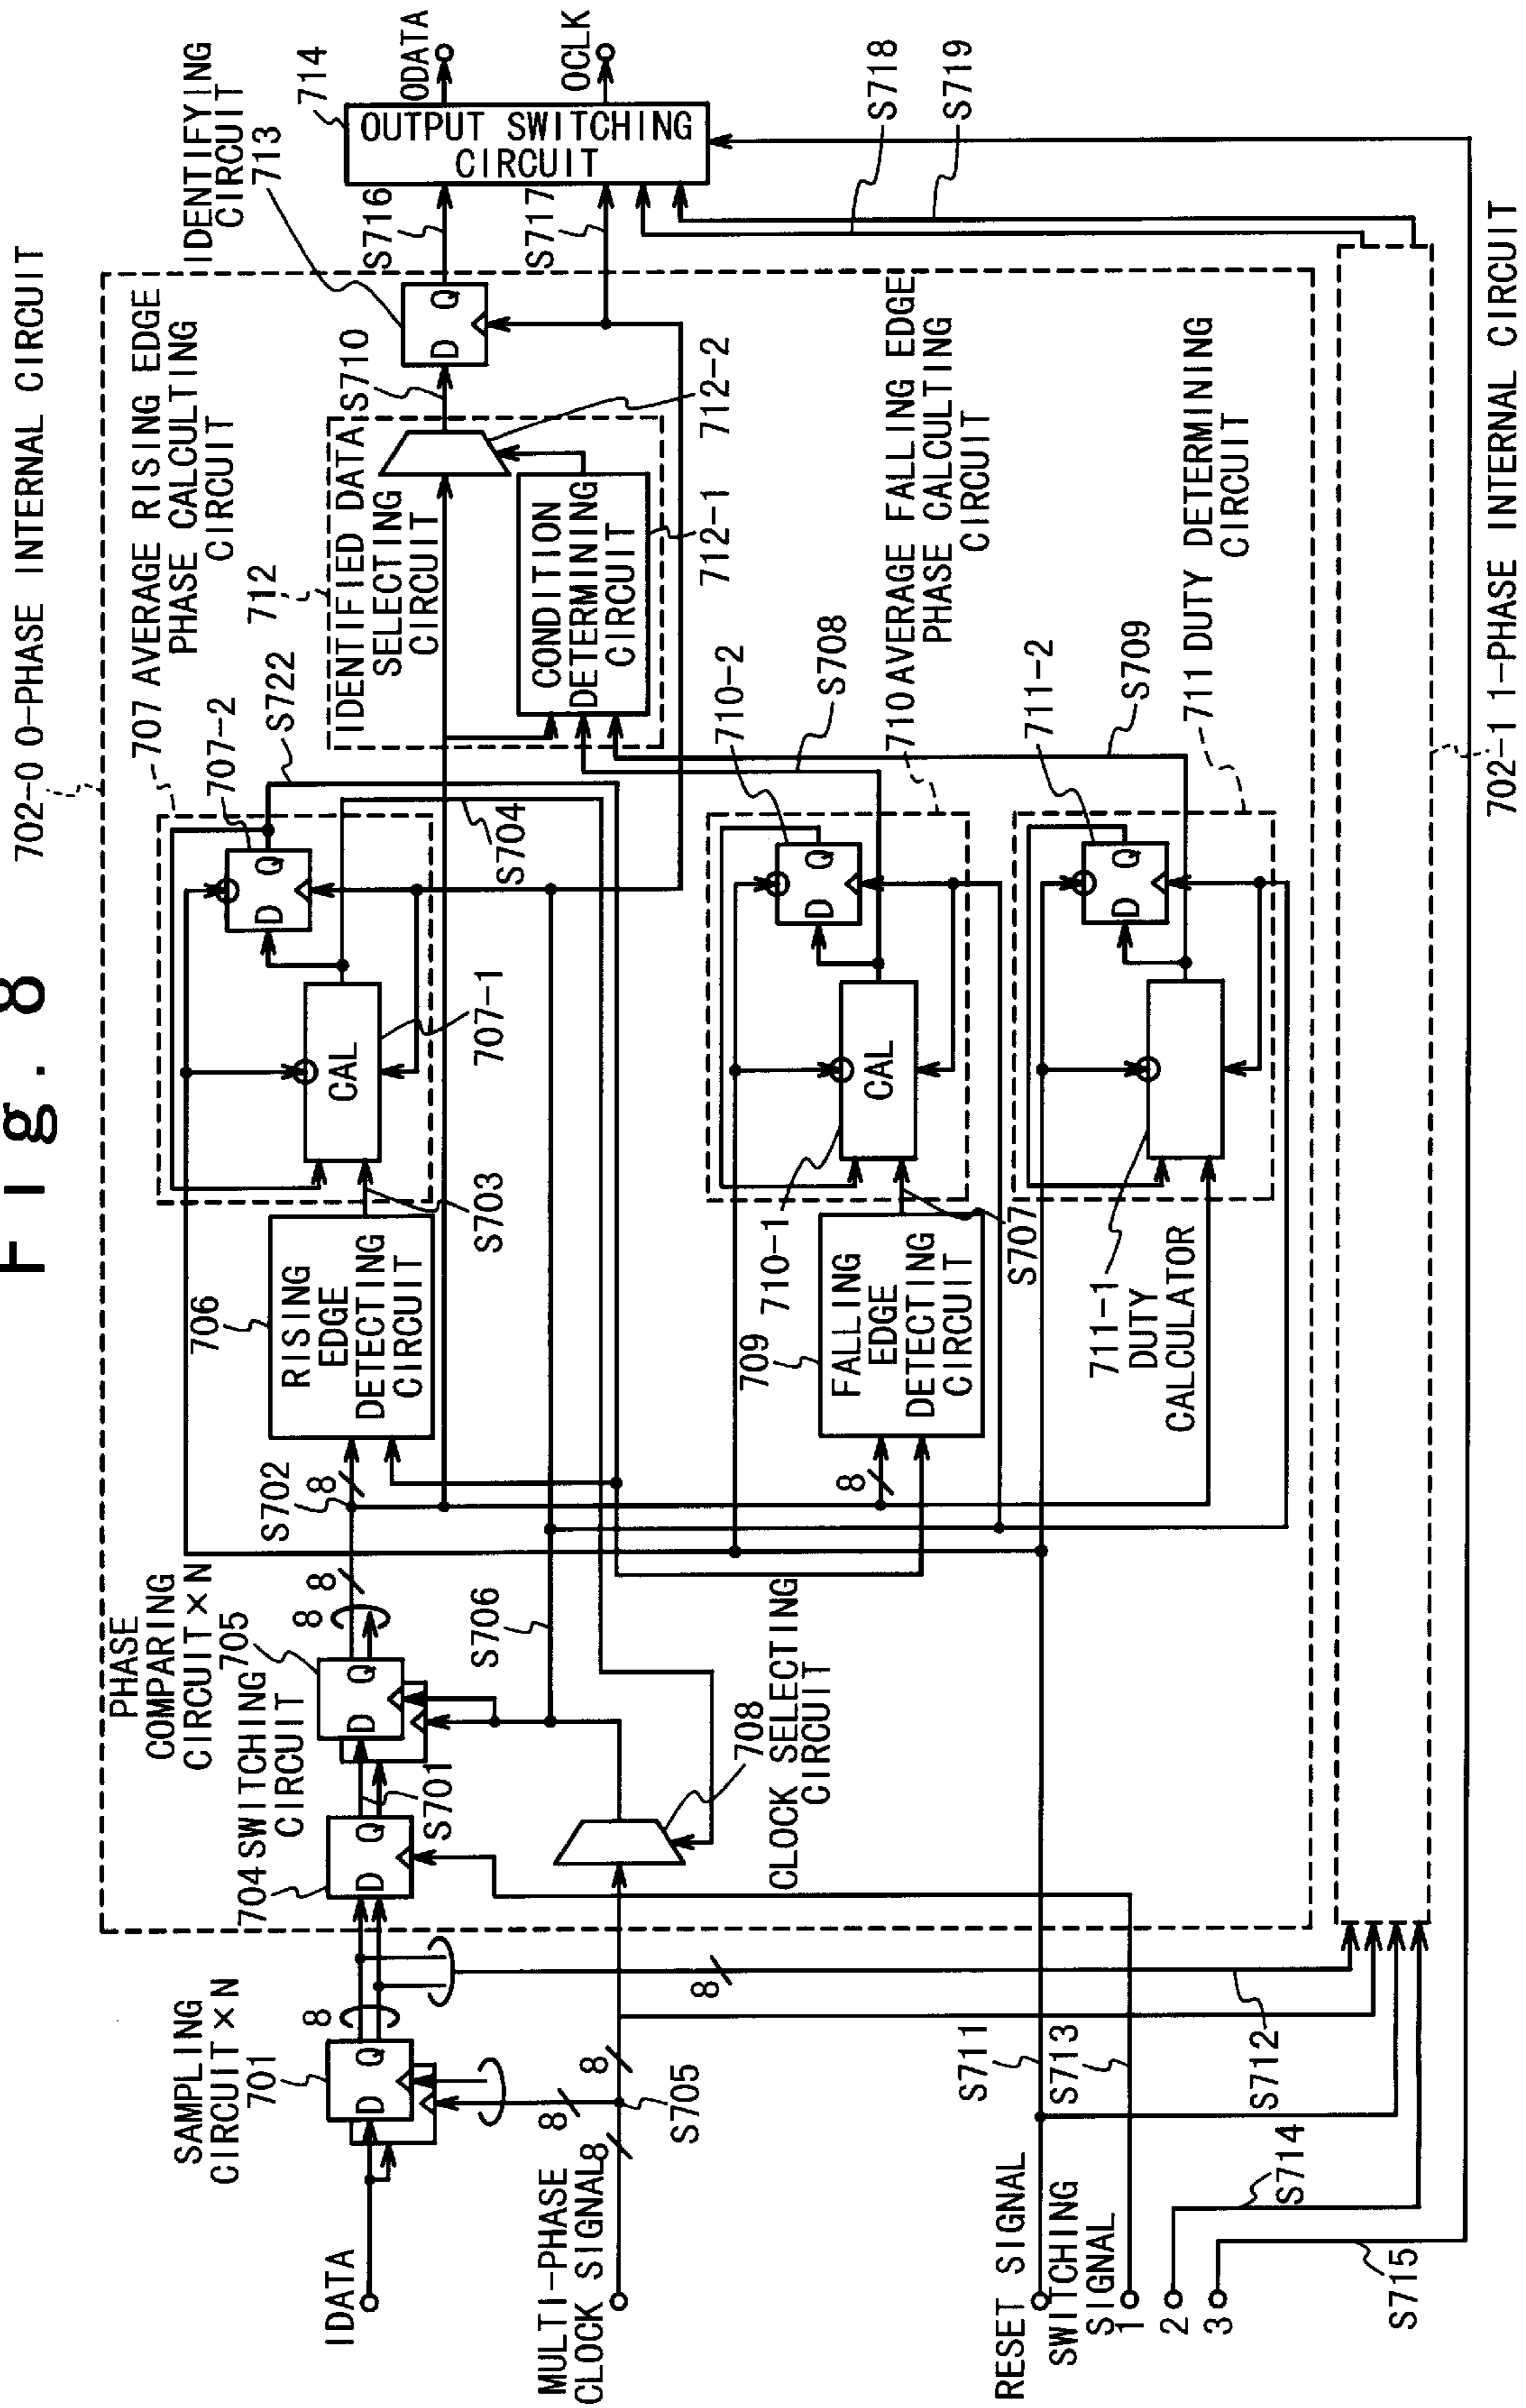 Fig. 8
702-0 0-PHASE INTERNAL CIRCUIT
SAMPLING
CIRCUIT×N
701
D Q
8
IDATA
MULTI-PHASE
CLOCK SIGNAL
8
8
8
S705
PHASE
COMPARING
CIRCUIT×N
705
704 SWITCHING
CIRCUIT
D Q
S701
D Q
8
8
S702
8
S706
708
CLOCK SELECTING
CIRCUIT
706
RISING
EDGE
DETECTING
CIRCUIT
S703
707 AVERAGE RISING EDGE
PHASE CALCULTING
CIRCUIT
707-2
D Q
CAL
707-1
S722
S704
712
IDENTIFIED DATA
SELECTING
CIRCUIT
CONDITION
DETERMINING
CIRCUIT
712-1
712-2
S710
IDENTIFYING
CIRCUIT
713
D Q
S716
S717
714
OUTPUT SWITCHING
CIRCUIT
ODATA
OCLK
S718
S719
709
8
FALLING
EDGE
DETECTING
CIRCUIT
S707
710-1
CAL
710-2
D Q
710 AVERAGE FALLING EDGE
PHASE CALCULTING
CIRCUIT
S708
711-1
DUTY
CALCULATOR
711-2
D Q
711 DUTY DETERMINING
CIRCUIT
S709
8
S711
S713
S712
RESET SIGNAL
SWITCHING
SIGNAL
1
2
3
S714
S715
702-1 1-PHASE INTERNAL CIRCUIT